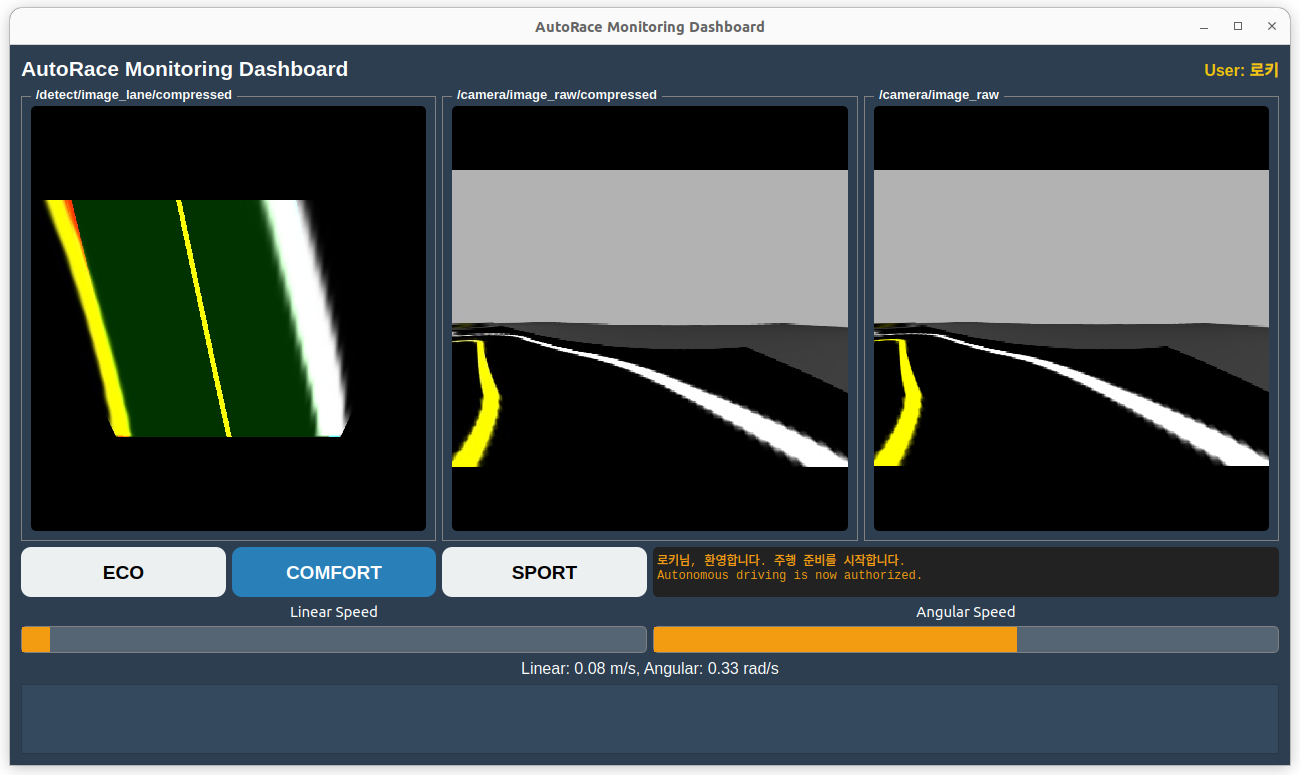 AutoRace Monitoring Dashboard
AutoRace Monitoring Dashboard
User: 로키
/detect/image_lane/compressed
/camera/image_raw/compressed
/camera/image_raw
ECO
COMFORT
SPORT
로키님, 환영합니다. 주행 준비를 시작합니다.
Autonomous driving is now authorized.
Linear Speed
Angular Speed
Linear: 0.08 m/s, Angular: 0.33 rad/s